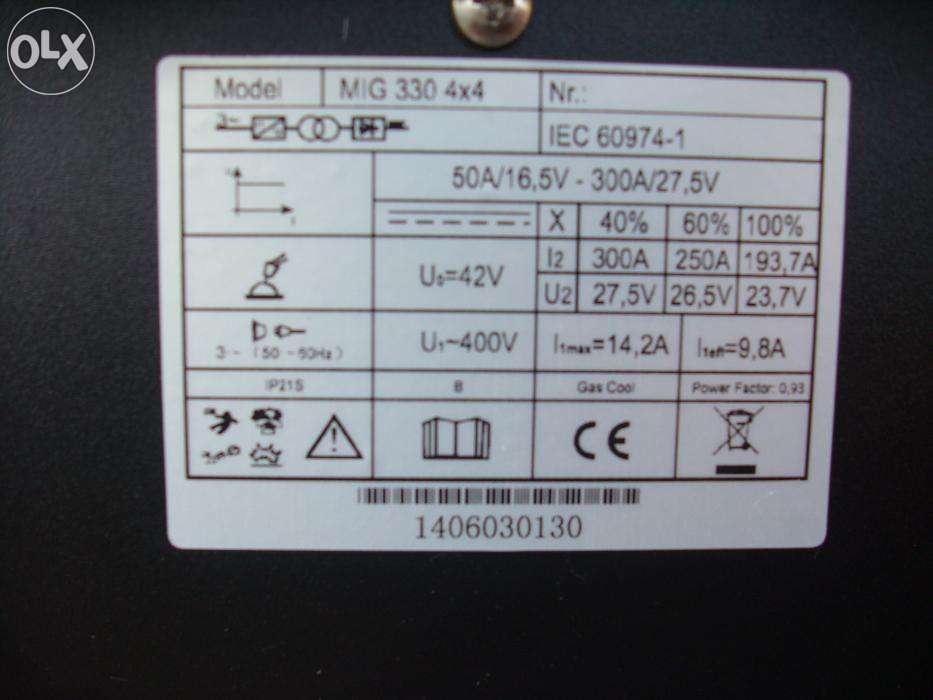 OLX
Model MIG 330 4x4 Nr.:
3~ IEC 60974-1
50A/16,5V - 300A/27,5V
X 40% 60% 100%
I2 300A 250A 193,7A
U₀=42V
U2 27,5V 26,5V 23,7V
3~ (50-60Hz) U₁~400V I₁max=14,2A I₁eff=9,8A
IP21S B Gas Cool Power Factor: 0,93
CE
1406030130